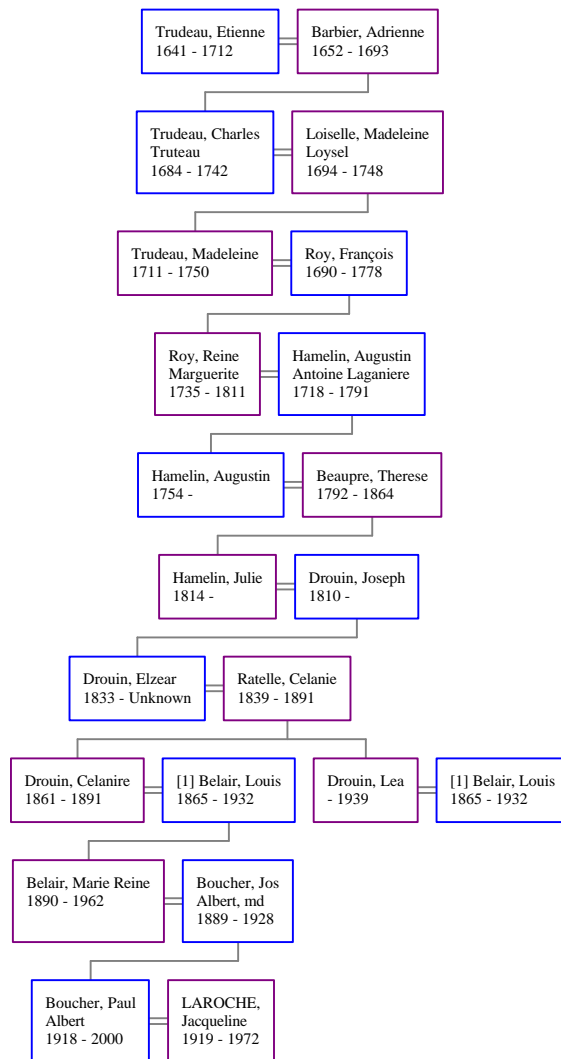 Trudeau, Etienne
1641 - 1712
Barbier, Adrienne
1652 - 1693
Trudeau, Charles
Truteau
1684 - 1742
Loiselle, Madeleine
Loysel
1694 - 1748
Trudeau, Madeleine
1711 - 1750
Roy, François
1690 - 1778
Roy, Reine
Marguerite
1735 - 1811
Hamelin, Augustin
Antoine Laganiere
1718 - 1791
Hamelin, Augustin
1754 -
Beaupre, Therese
1792 - 1864
Hamelin, Julie
1814 -
Drouin, Joseph
1810 -
Drouin, Elzear
1833 - Unknown
Ratelle, Celanie
1839 - 1891
Drouin, Celanire
1861 - 1891
[1] Belair, Louis
1865 - 1932
Drouin, Lea
- 1939
[1] Belair, Louis
1865 - 1932
Belair, Marie Reine
1890 - 1962
Boucher, Jos
Albert, md
1889 - 1928
Boucher, Paul
Albert
1918 - 2000
LAROCHE,
Jacqueline
1919 - 1972